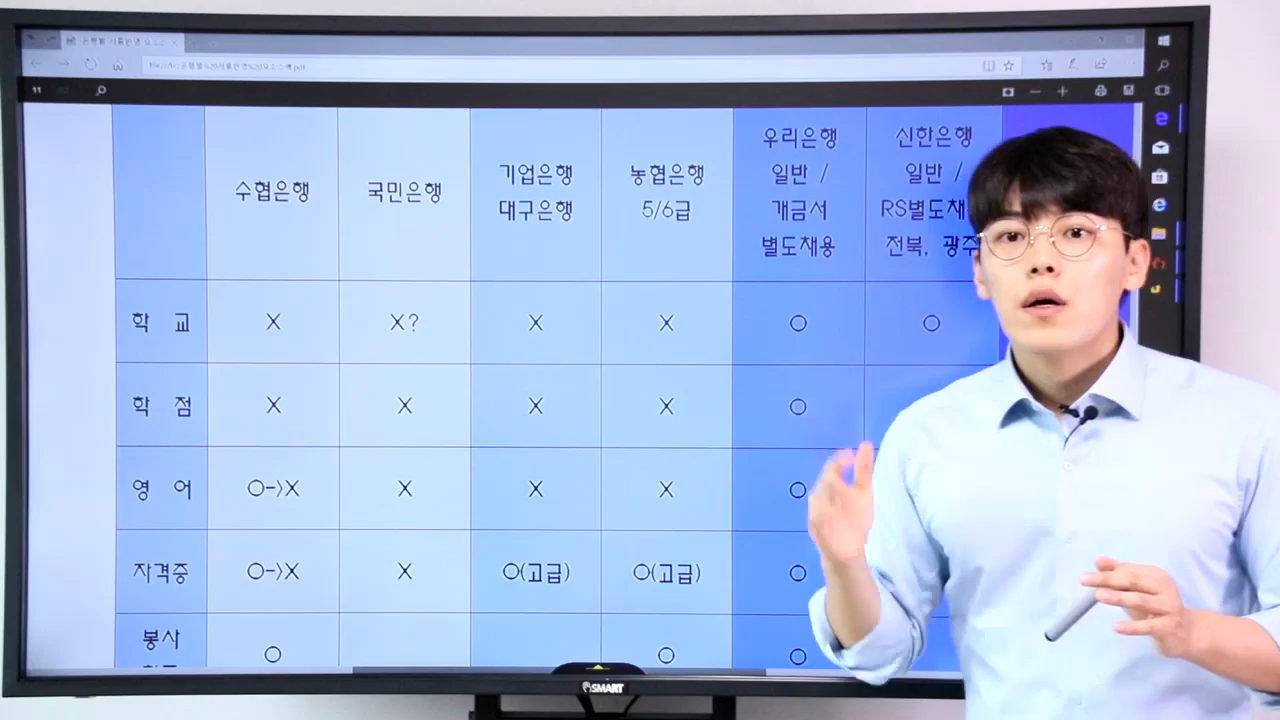 수협은행 국민은행 기업은행 대구은행 농협은행 5/6급 우리은행 일반 / 개금서 별도채용 신한은행 일반 / RS별도채 전북, 광주
학 교 X X? X X ○ ○
학 점 X X X X ○
영 어 ○->X X X X ○
자격증 ○->X X ○(고급) ○(고급) ○
봉사 ○ ○ ○
SMART